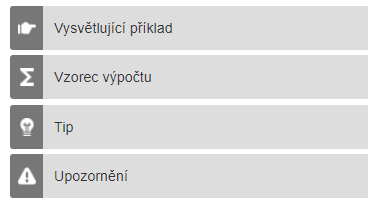 Vysvětlující příklad
Vzorec výpočtu
Tip
Upozornění